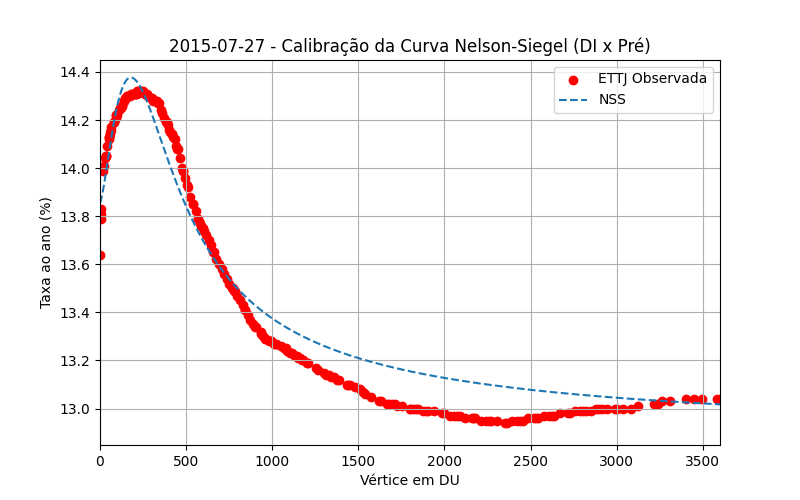 2015-07-27 - Calibração da Curva Nelson-Siegel (DI x Pré)
ETTJ Observada
NSS
14.4
14.2
14.0
13.8
13.6
13.4
13.2
13.0
Taxa ao ano (%)
0 500 1000 1500 2000 2500 3000 3500
Vértice em DU